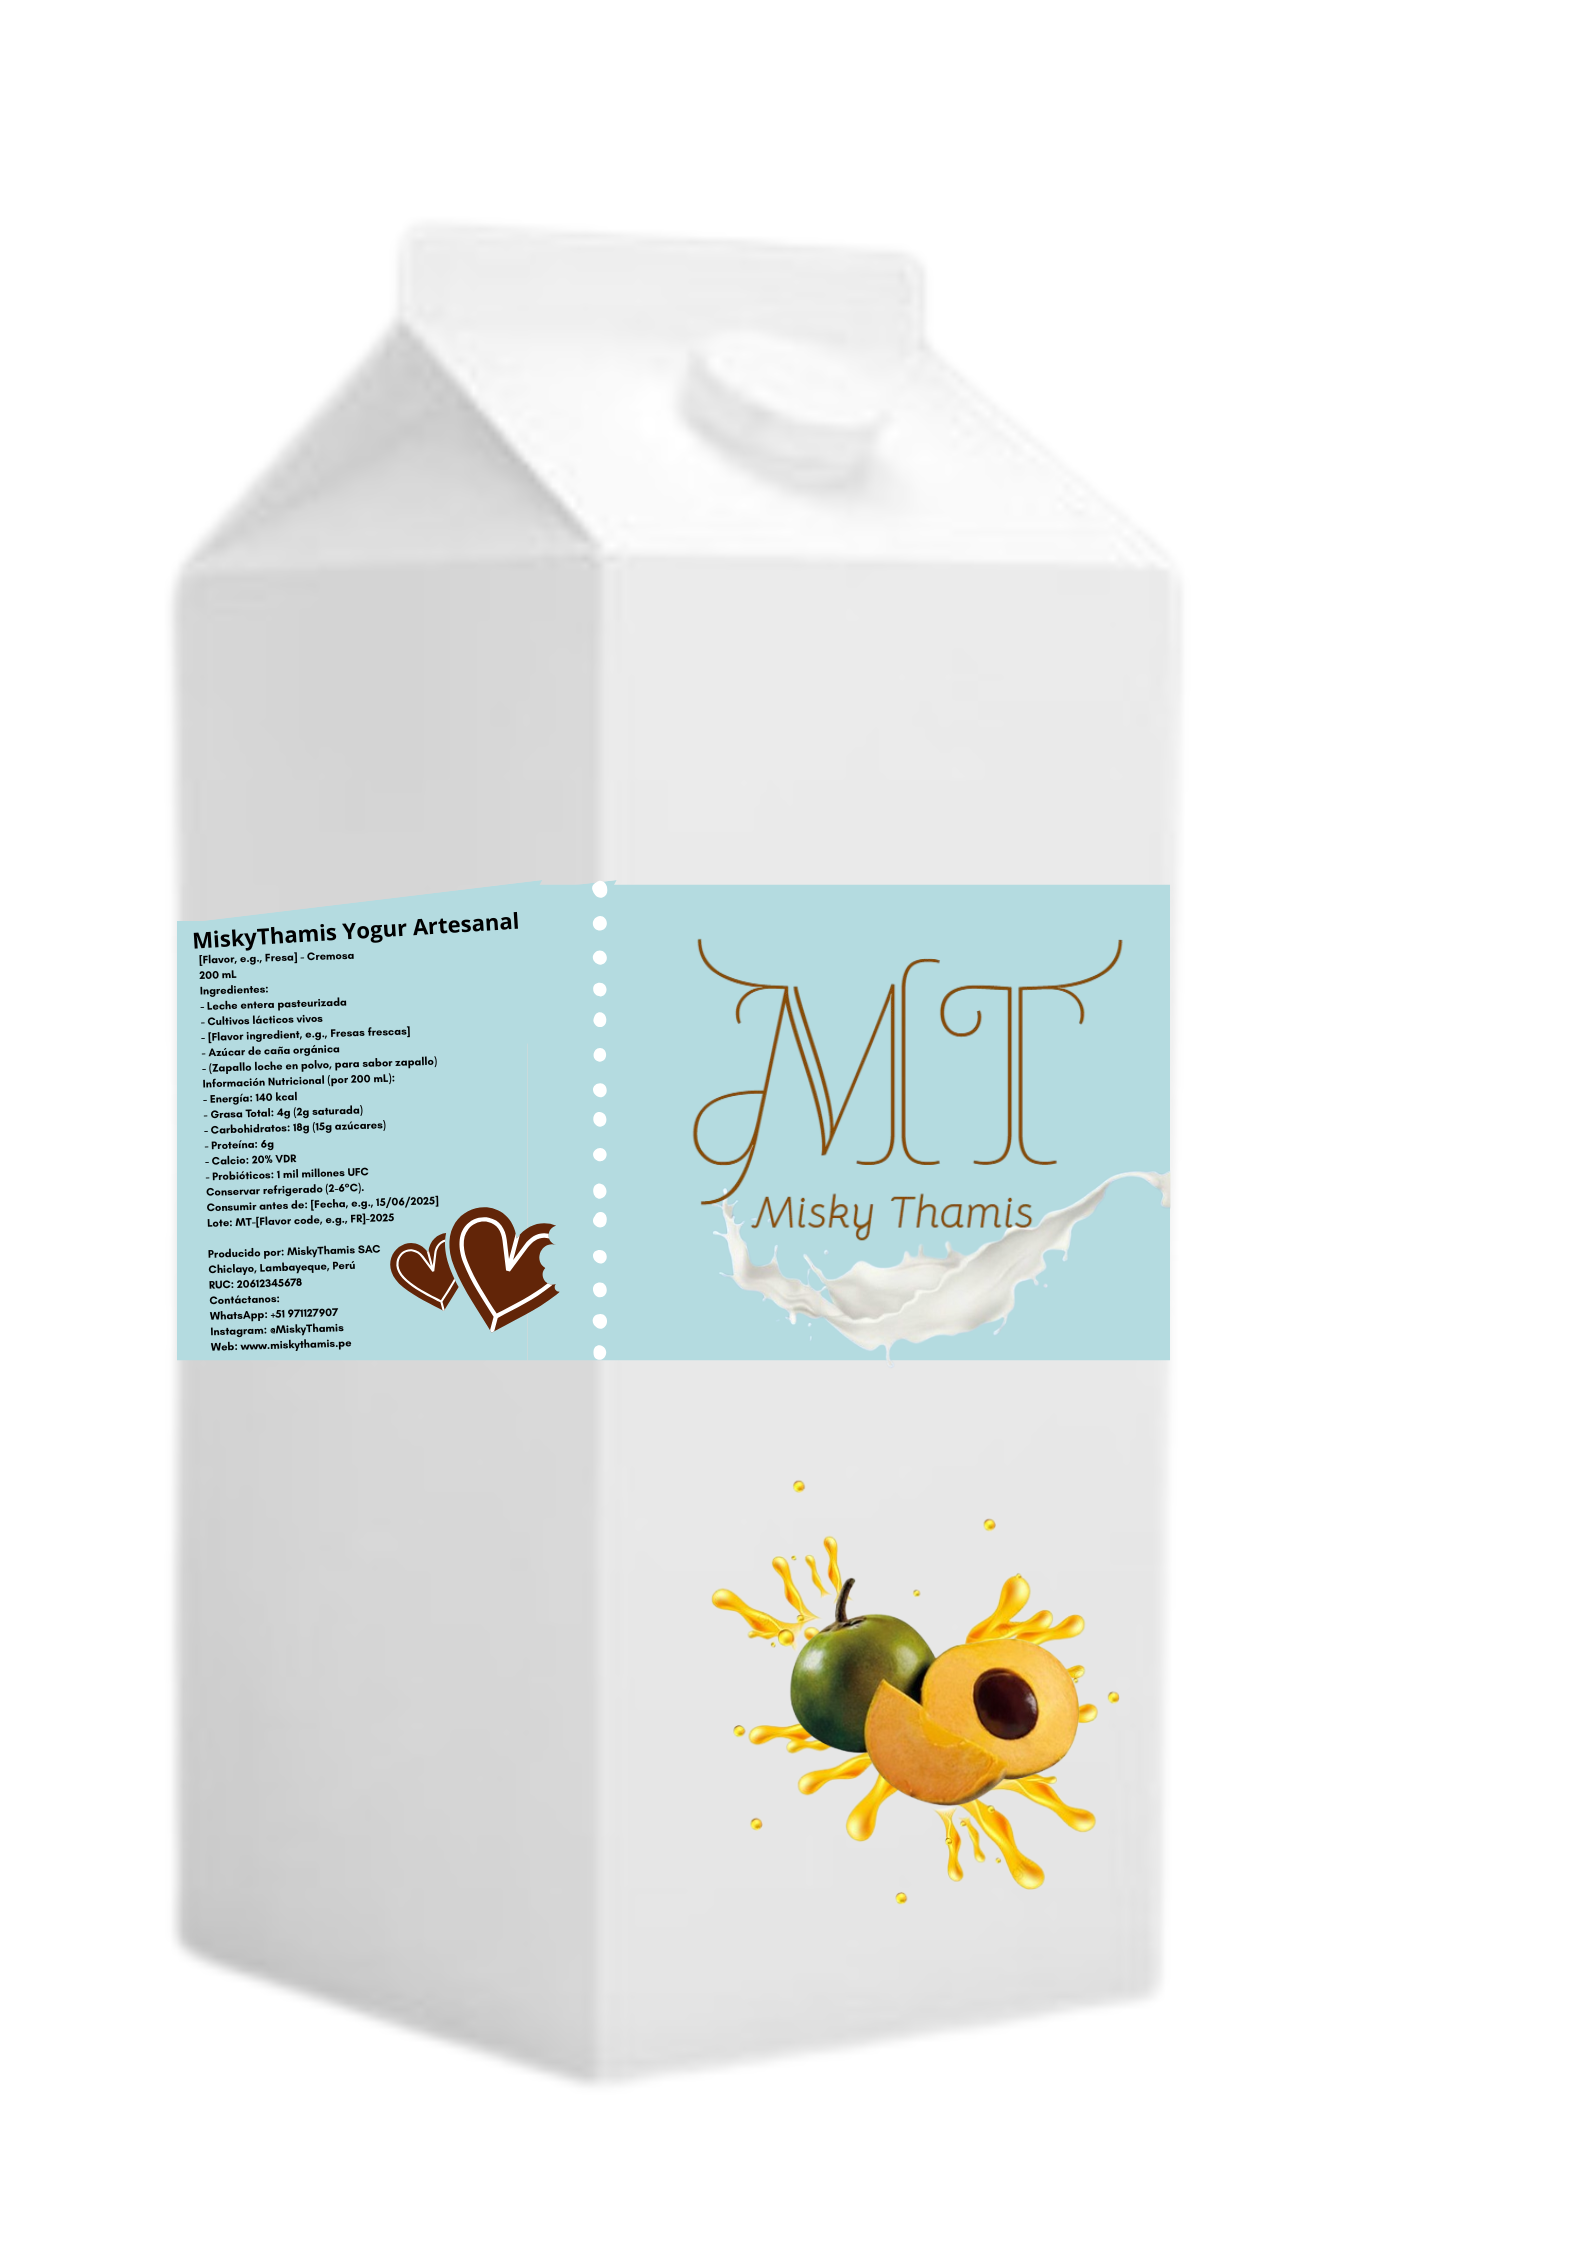 MiskyThamis Yogur Artesanal
[Flavor, e.g., Fresa] - Cremosa
200 mL
Ingredientes:
- Leche entera pasteurizada
- Cultivos lácticos vivos
- [Flavor ingredient, e.g., Fresas frescas]
- Azúcar de caña orgánica
- (Zapallo loche en polvo, para sabor zapallo)
Información Nutricional (por 200 mL):
- Energía: 140 kcal
- Grasa Total: 4g (2g saturada)
- Carbohidratos: 18g (15g azúcares)
- Proteína: 6g
- Calcio: 20% VDR
- Probióticos: 1 mil millones UFC
Conservar refrigerado (2-6°C).
Consumir antes de: [Fecha, e.g., 15/06/2025]
Lote: MT-[Flavor code, e.g., FR]-2025
Producido por: MiskyThamis SAC
Chiclayo, Lambayeque, Perú
RUC: 20612345678
Contáctanos:
WhatsApp: +51 971127907
Instagram: @MiskyThamis
Web: www.miskythamis.pe
MT
Misky Thamis